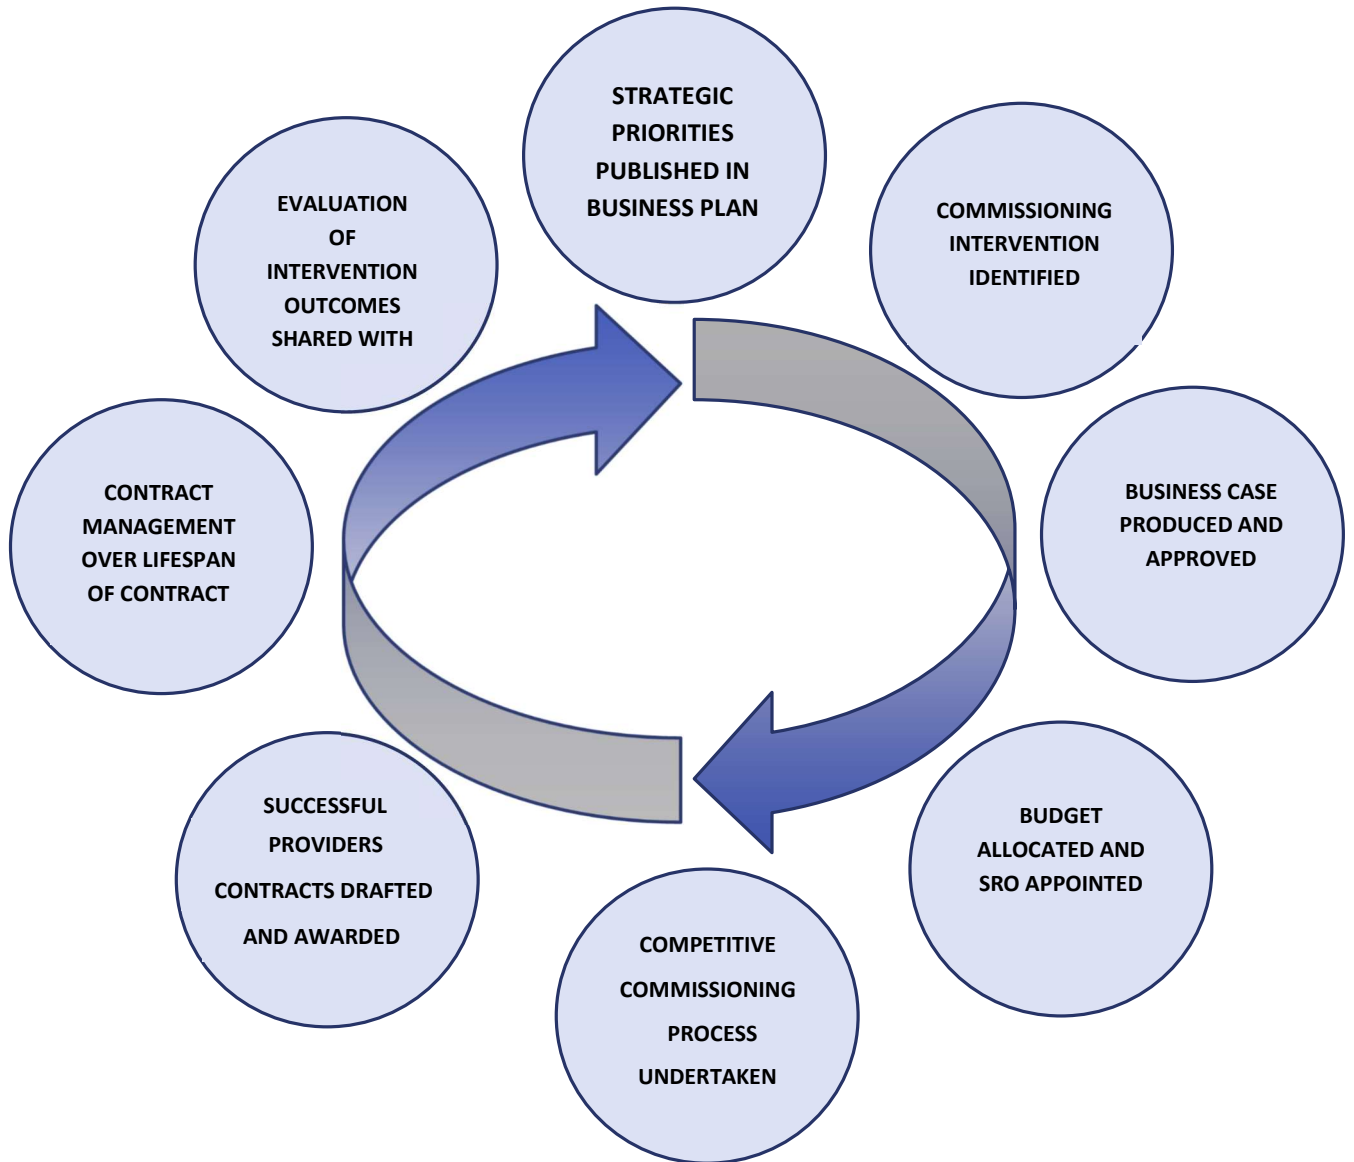 STRATEGIC
PRIORITIES
PUBLISHED IN
BUSINESS PLAN
COMMISSIONING
INTERVENTION
IDENTIFIED
BUSINESS CASE
PRODUCED AND
APPROVED
BUDGET
ALLOCATED AND
SRO APPOINTED
COMPETITIVE
COMMISSIONING
PROCESS
UNDERTAKEN
SUCCESSFUL
PROVIDERS
CONTRACTS DRAFTED
AND AWARDED
CONTRACT
MANAGEMENT
OVER LIFESPAN
OF CONTRACT
EVALUATION
OF
INTERVENTION
OUTCOMES
SHARED WITH